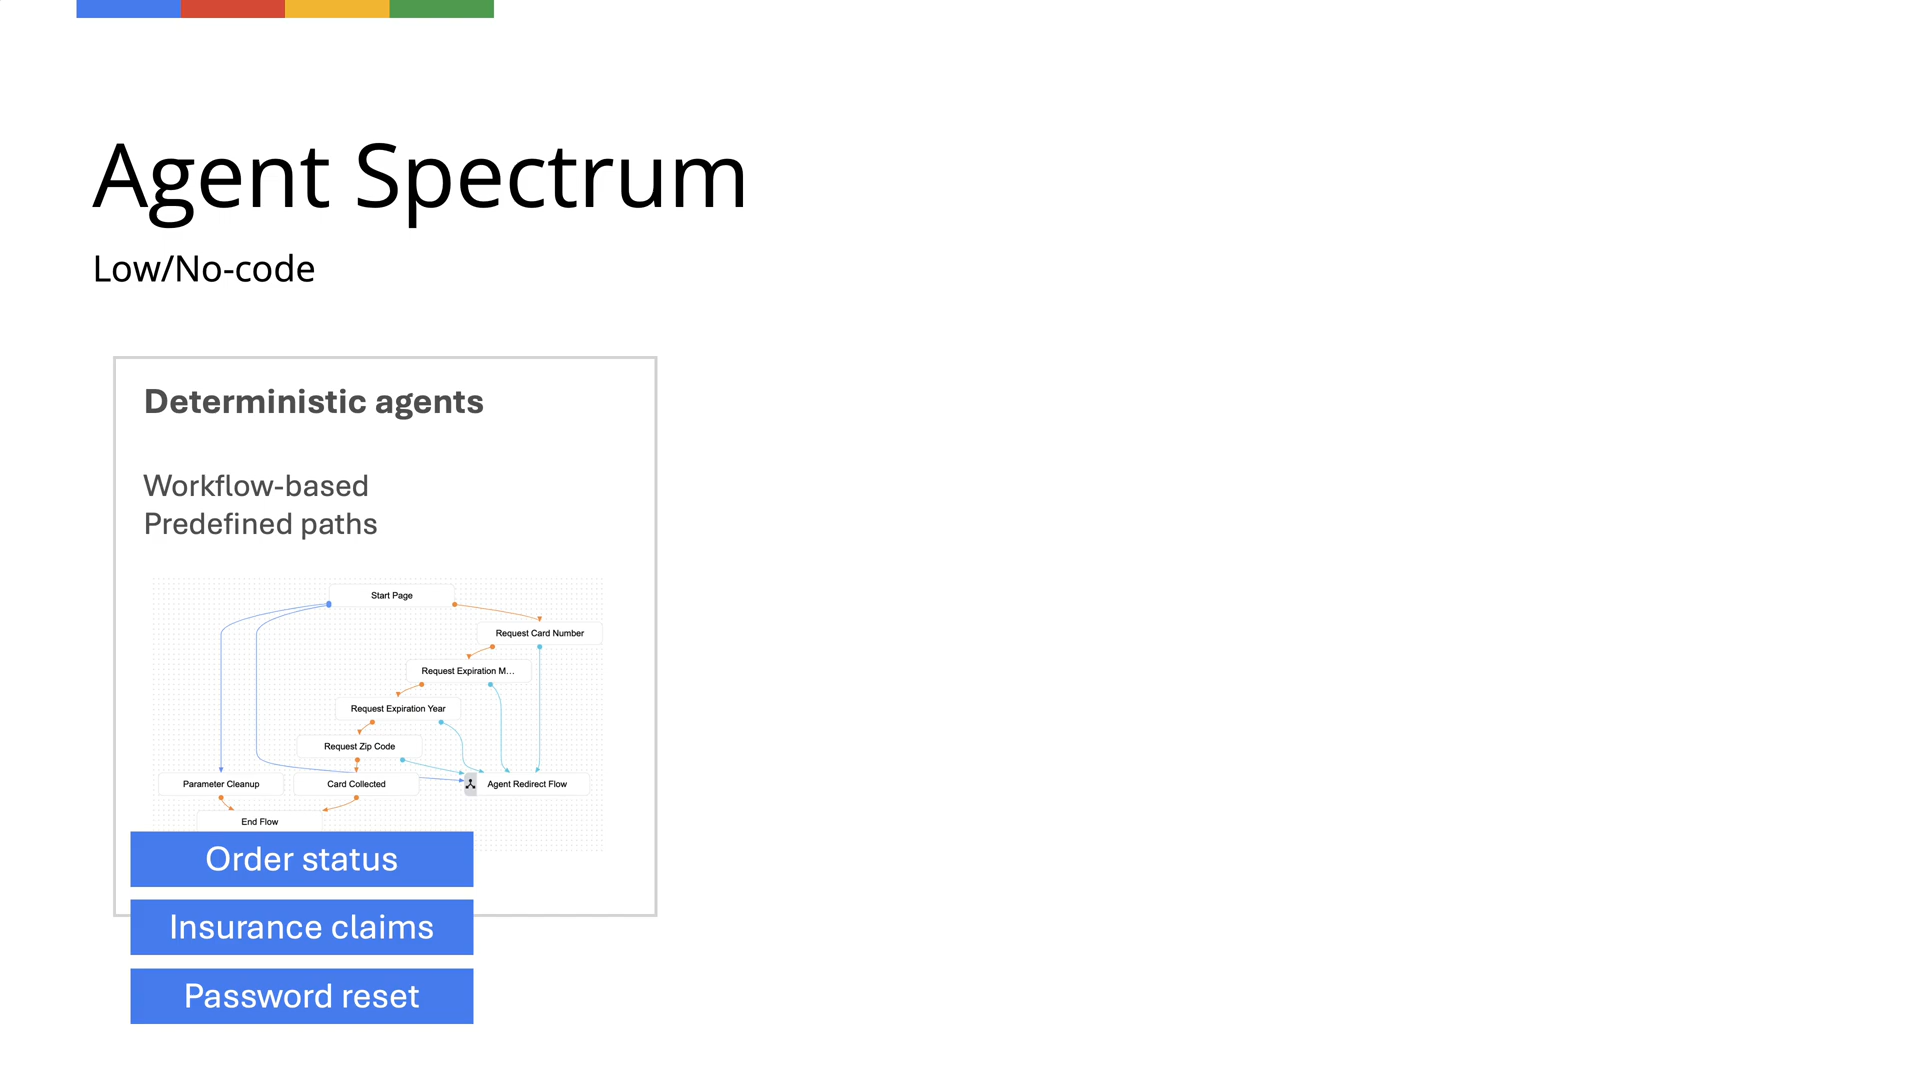 Agent Spectrum
Low/No-code
Deterministic agents
Workflow-based
Predefined paths
Start Page
Request Card Number
Request Expiration M...
Request Expiration Year
Request Zip Code
Parameter Cleanup
Card Collected
Agent Redirect Flow
End Flow
Order status
Insurance claims
Password reset